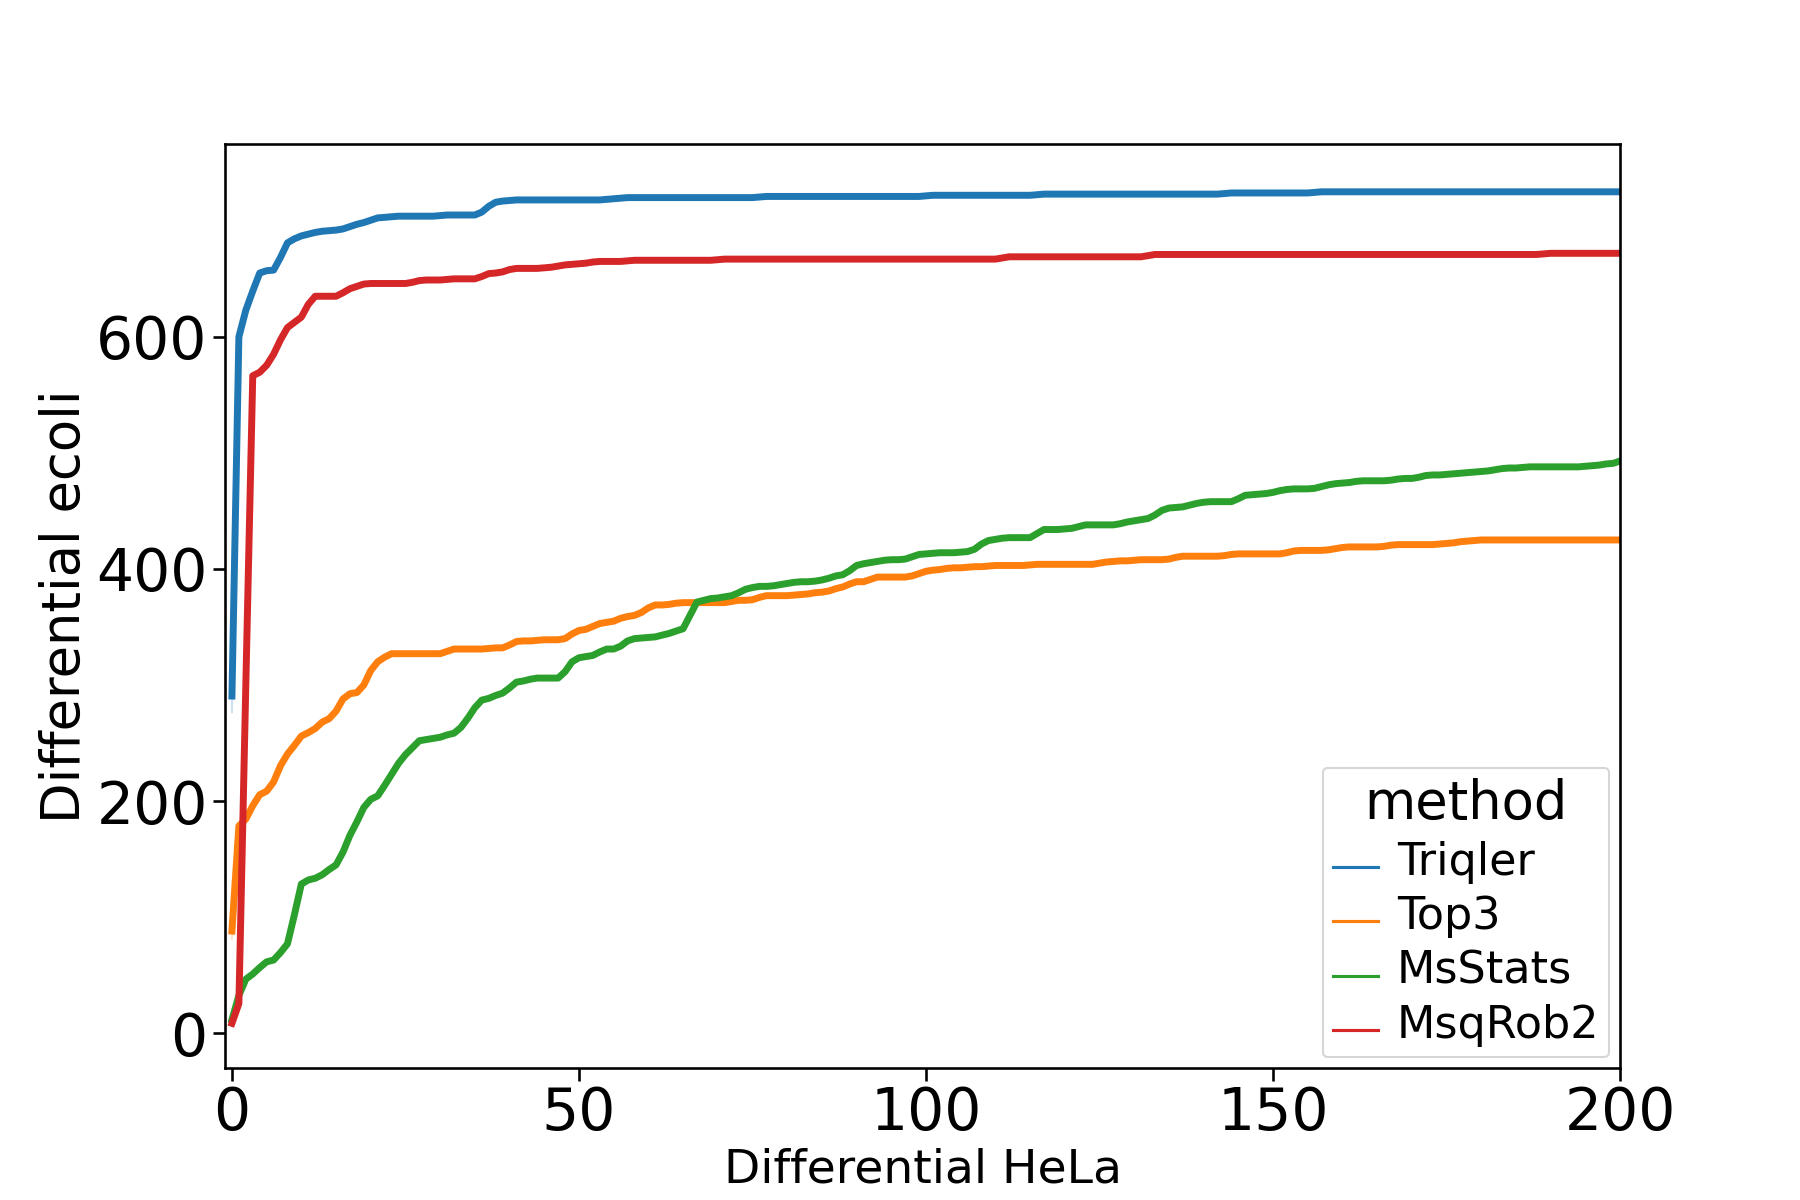 Differential ecoli
600
400
200
0
0 50 100 150 200
Differential HeLa
method
Triqler
Top3
MsStats
MsqRob2